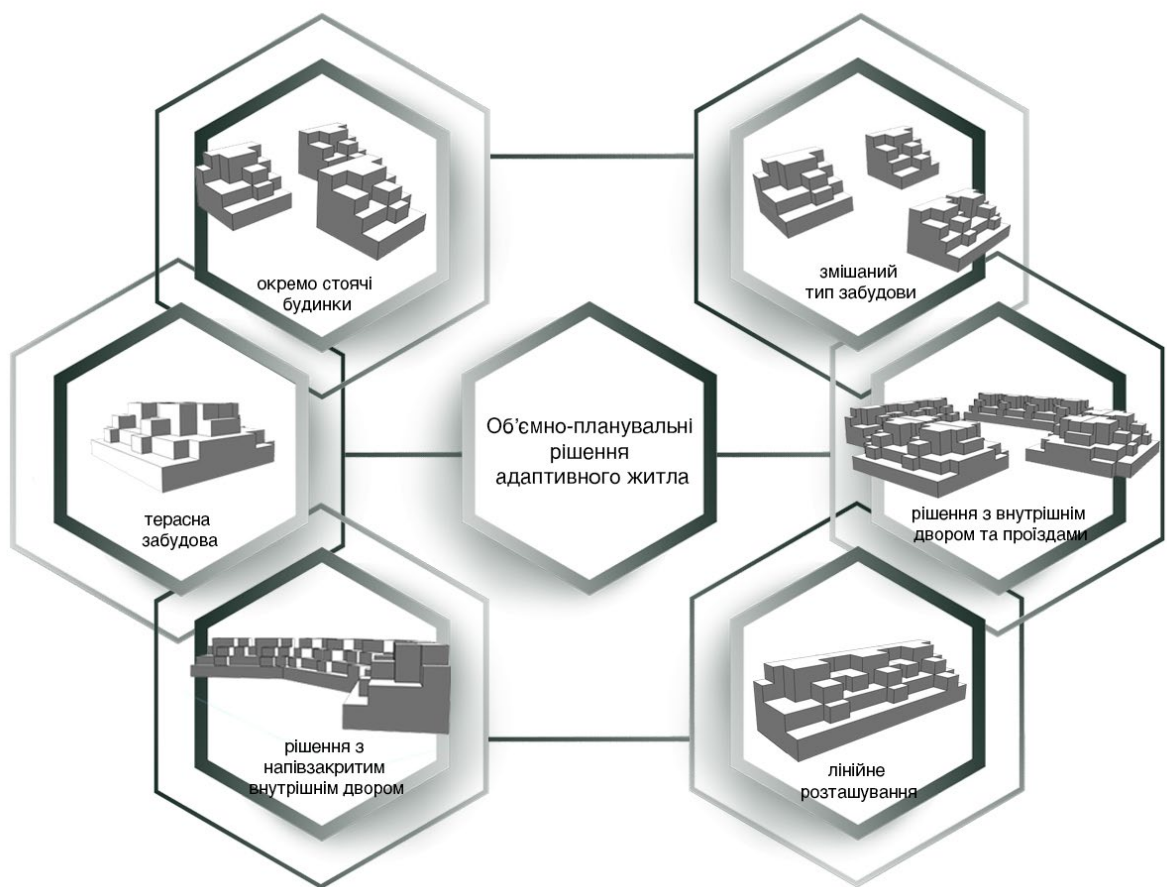 окремо стоячі
будинки
змішаний
тип забудови
терасна
забудова
Об’ємно-планувальні
рішення
адаптивного житла
рішення з внутрішнім
двором та проїздами
рішення з
напівзакритим
внутрішнім двором
лінійне
розташування